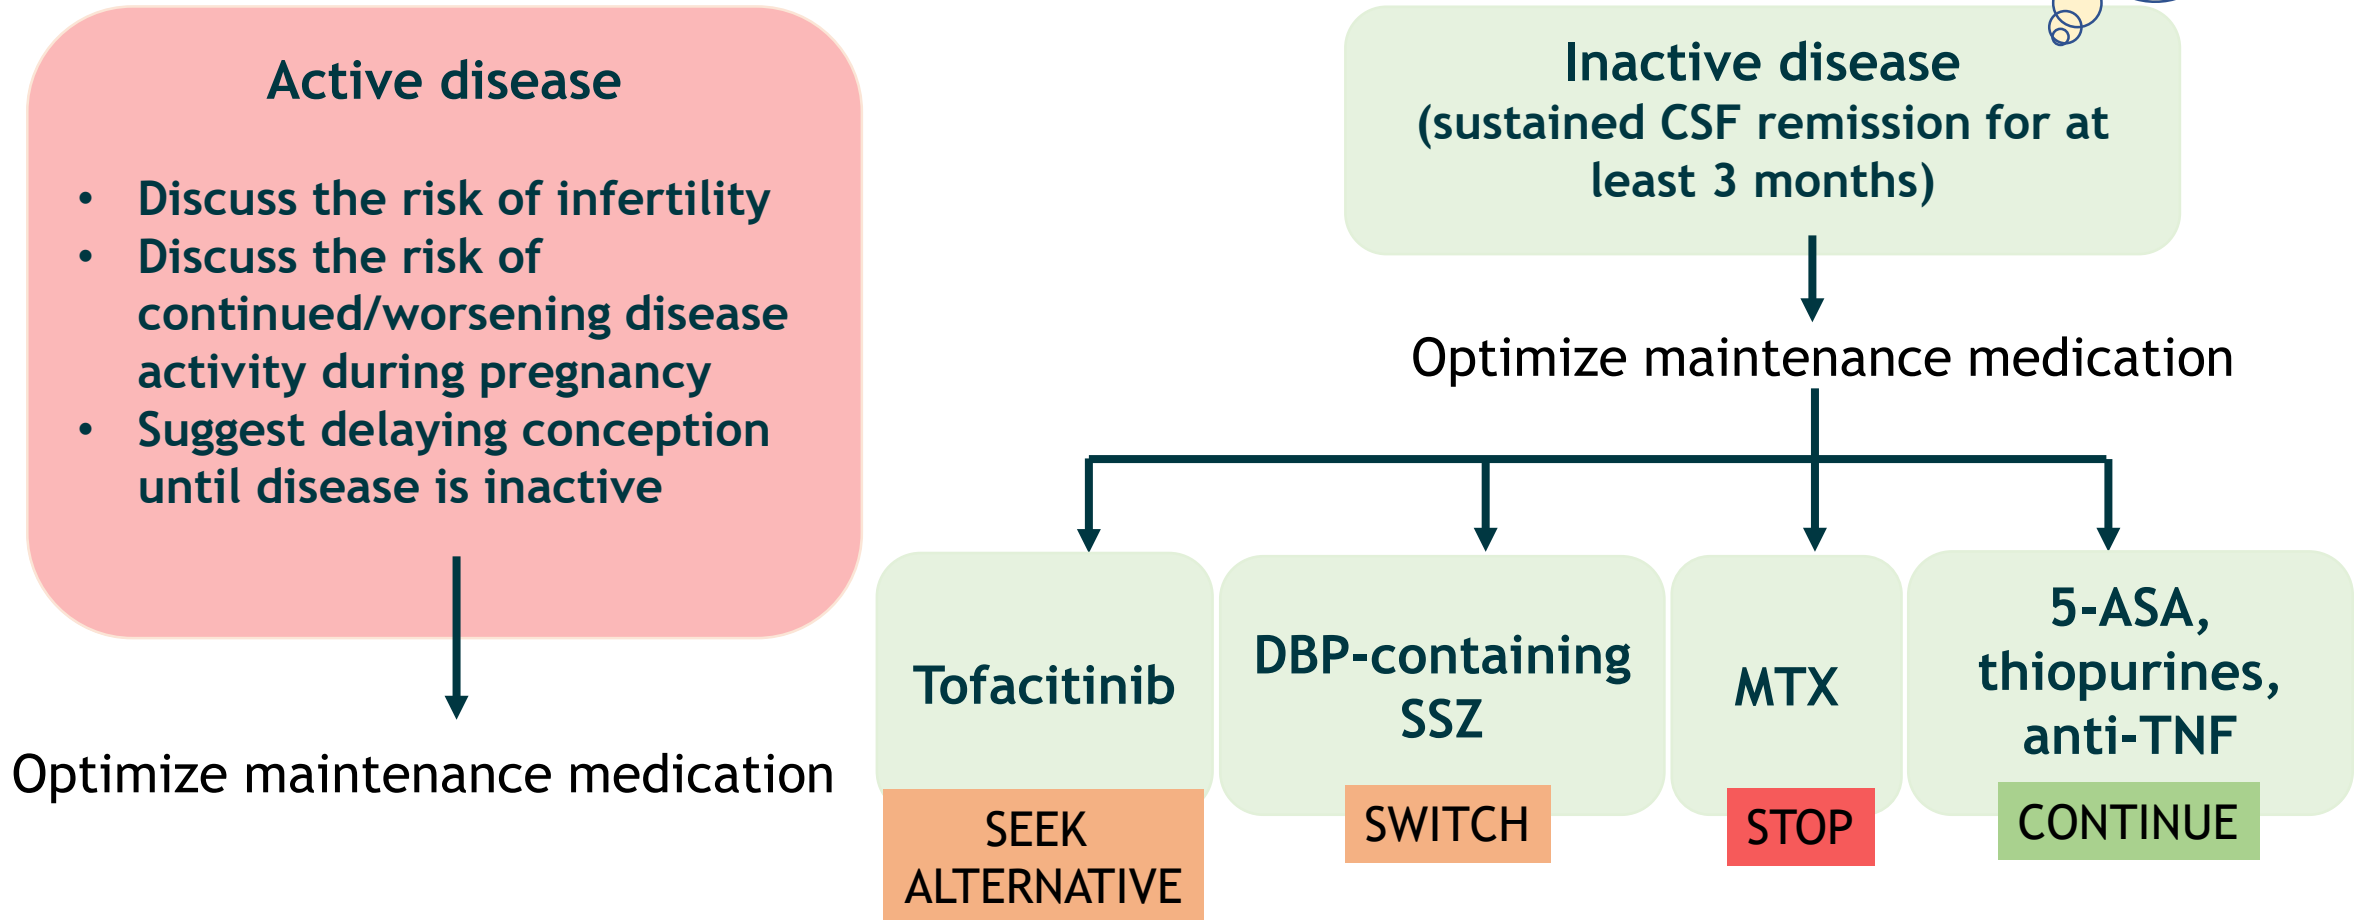 Active disease
• Discuss the risk of infertility
• Discuss the risk of
continued/worsening disease
activity during pregnancy
• Suggest delaying conception
until disease is inactive
Optimize maintenance medication
Inactive disease
(sustained CSF remission for at
least 3 months)
Optimize maintenance medication
Tofacitinib
SEEK
ALTERNATIVE
DBP-containing
SSZ
SWITCH
MTX
STOP
5-ASA,
thiopurines,
anti-TNF
CONTINUE